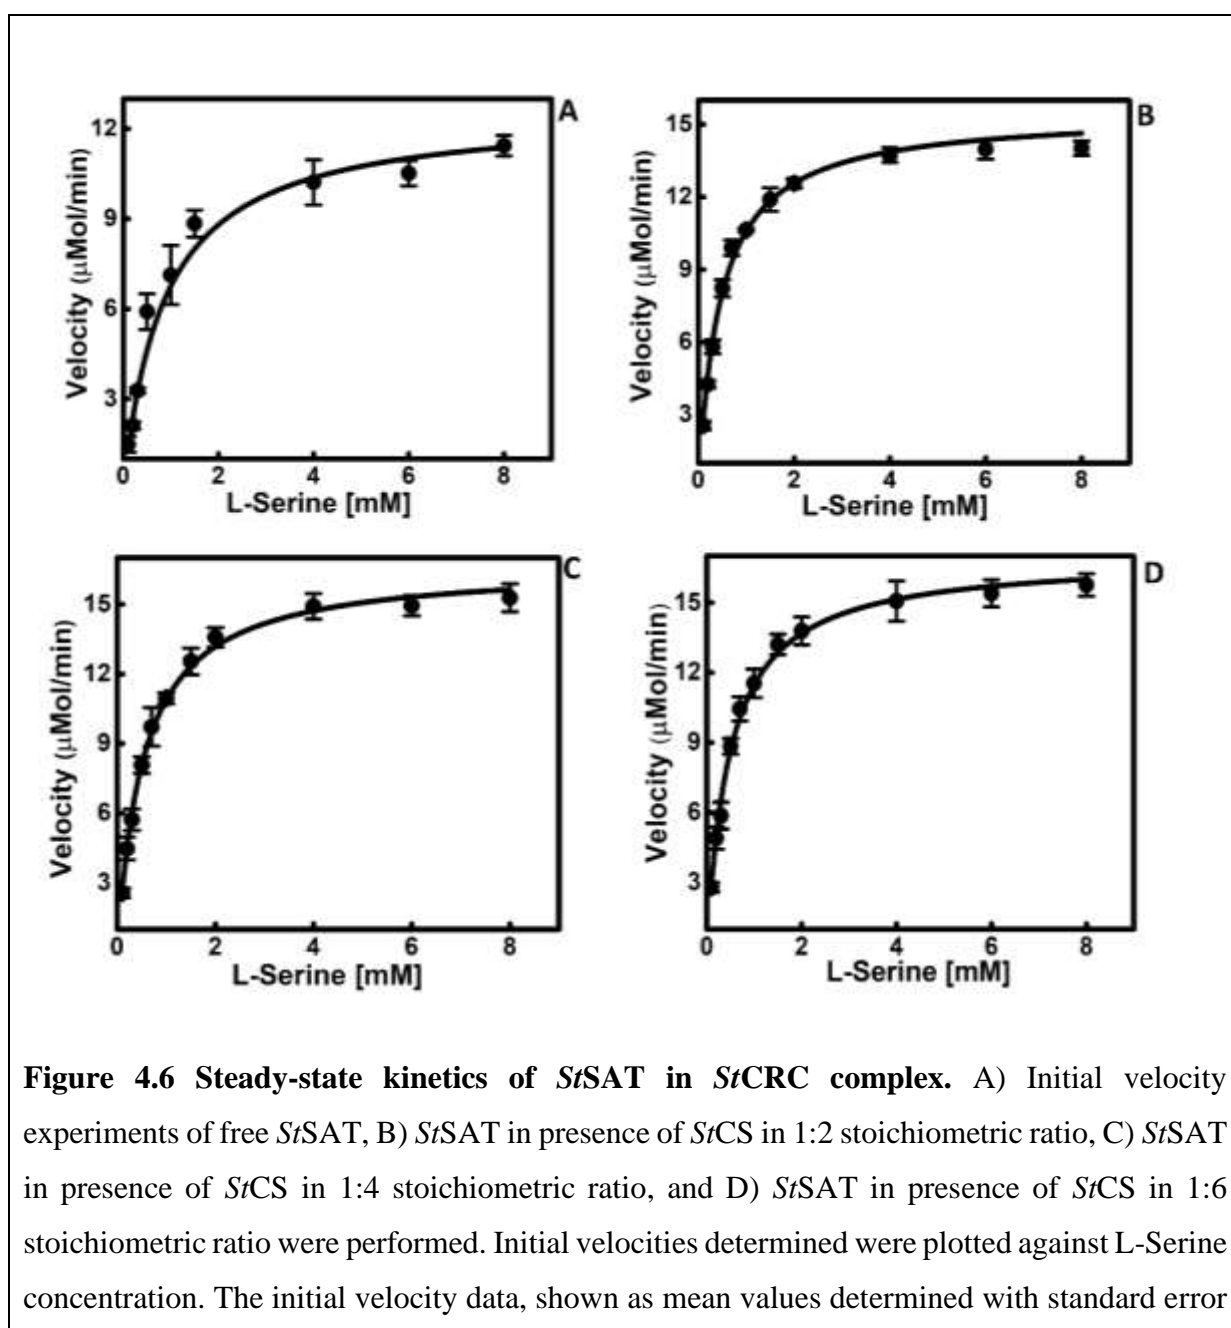 A
12
9
6
3
Velocity (μMol/min)
0 2 4 6 8
L-Serine [mM]
B
15
12
9
6
3
Velocity (μMol/min)
0 2 4 6 8
L-Serine [mM]
C
15
12
9
6
3
Velocity (μMol/min)
0 2 4 6 8
L-Serine [mM]
D
15
12
9
6
3
Velocity (μMol/min)
0 2 4 6 8
L-Serine [mM]
Figure 4.6 Steady-state kinetics of StSAT in StCRC complex. A) Initial velocity
experiments of free StSAT, B) StSAT in presence of StCS in 1:2 stoichiometric ratio, C) StSAT
in presence of StCS in 1:4 stoichiometric ratio, and D) StSAT in presence of StCS in 1:6
stoichiometric ratio were performed. Initial velocities determined were plotted against L-Serine
concentration. The initial velocity data, shown as mean values determined with standard error